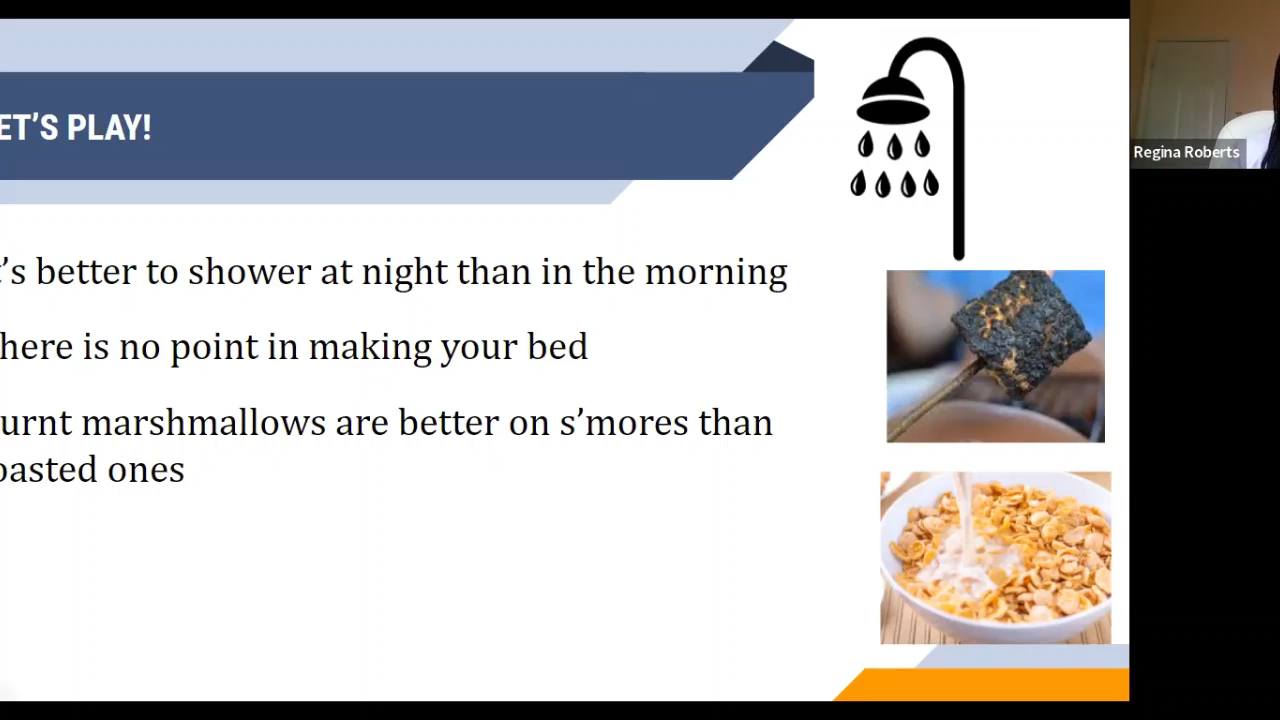 ET'S PLAY!
Regina Roberts
t’s better to shower at night than in the morning
here is no point in making your bed
urnt marshmallows are better on s’mores than
oasted ones